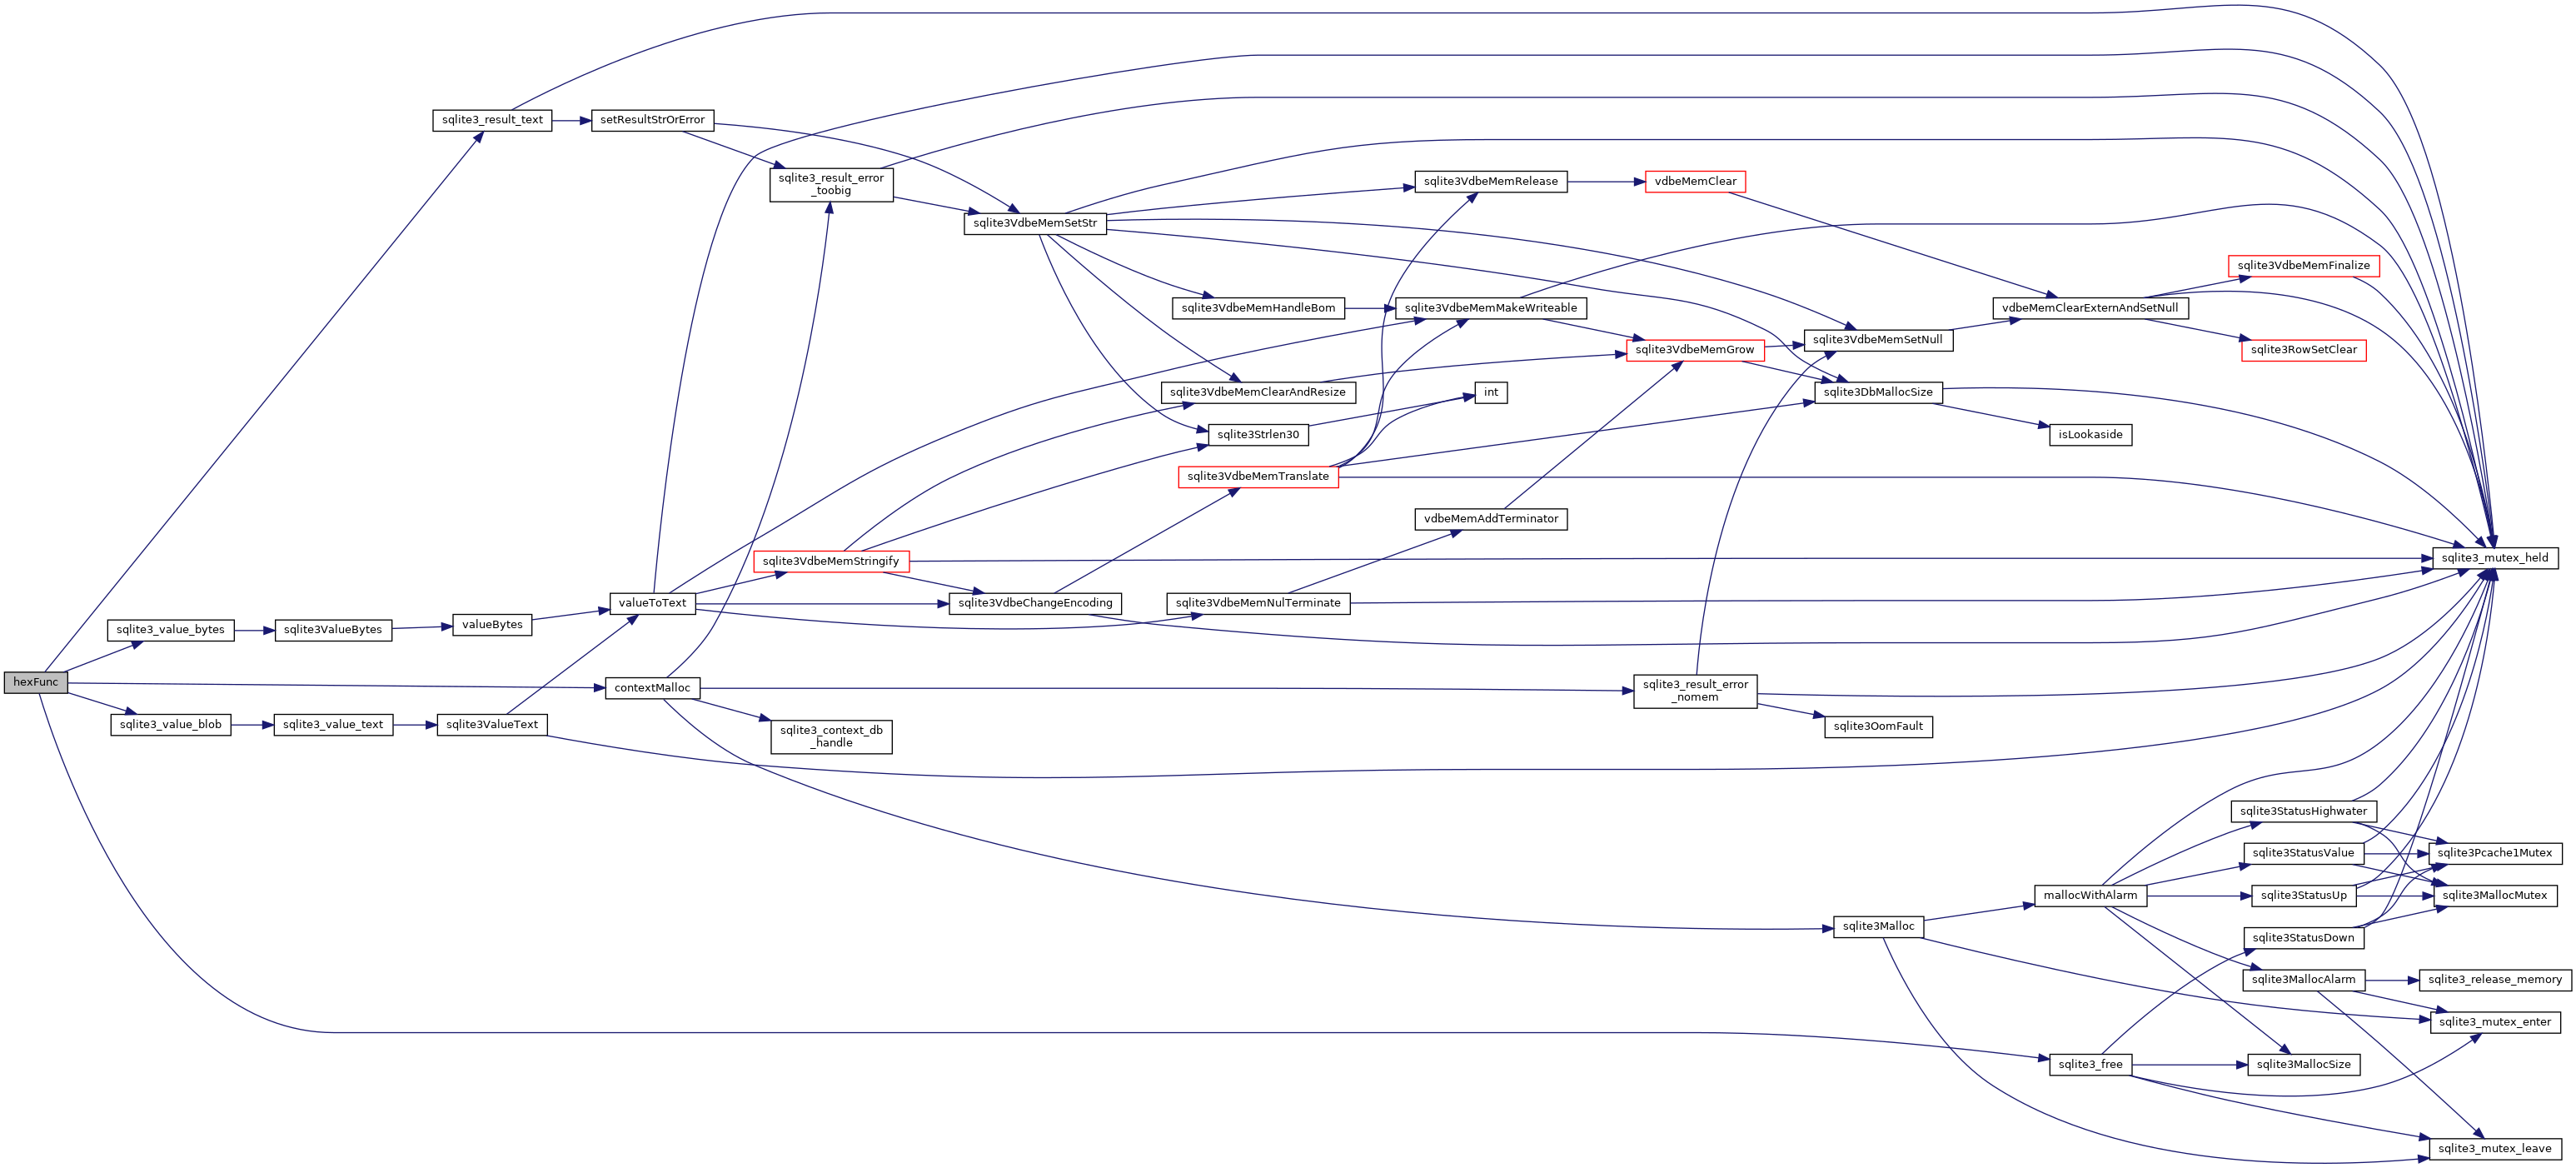 hexFunc
sqlite3_result_text
sqlite3_value_bytes
sqlite3_value_blob
setResultStrOrError
sqlite3ValueBytes
sqlite3_value_text
valueBytes
sqlite3ValueText
valueToText
contextMalloc
sqlite3_result_error
_toobig
sqlite3VdbeMemStringify
sqlite3_context_db
_handle
sqlite3VdbeMemSetStr
sqlite3VdbeChangeEncoding
sqlite3VdbeMemHandleBom
sqlite3VdbeMemClearAndResize
sqlite3Strlen30
sqlite3VdbeMemTranslate
sqlite3VdbeMemNulTerminate
sqlite3VdbeMemRelease
sqlite3VdbeMemMakeWriteable
int
vdbeMemAddTerminator
vdbeMemClear
sqlite3VdbeMemGrow
sqlite3_result_error
_nomem
sqlite3VdbeMemSetNull
sqlite3DbMallocSize
sqlite3OomFault
sqlite3Malloc
vdbeMemClearExternAndSetNull
isLookaside
mallocWithAlarm
sqlite3_free
sqlite3VdbeMemFinalize
sqlite3RowSetClear
sqlite3StatusHighwater
sqlite3StatusValue
sqlite3StatusUp
sqlite3StatusDown
sqlite3MallocAlarm
sqlite3MallocSize
sqlite3_mutex_held
sqlite3Pcache1Mutex
sqlite3MallocMutex
sqlite3_release_memory
sqlite3_mutex_enter
sqlite3_mutex_leave